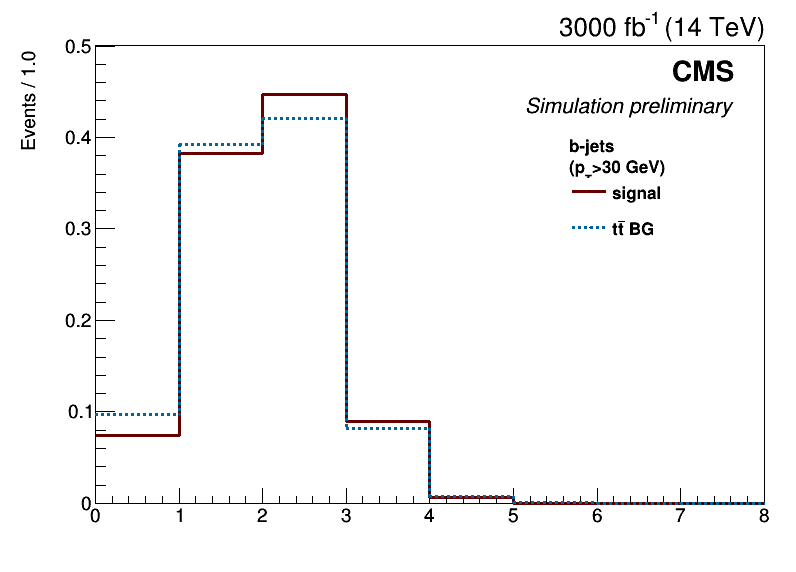 3000 fb⁻¹ (14 TeV)
CMS
Simulation preliminary
Events / 1.0
b-jets
(p_T>30 GeV)
signal
tt̄ BG
0.5
0.4
0.3
0.2
0.1
0
0 1 2 3 4 5 6 7 8